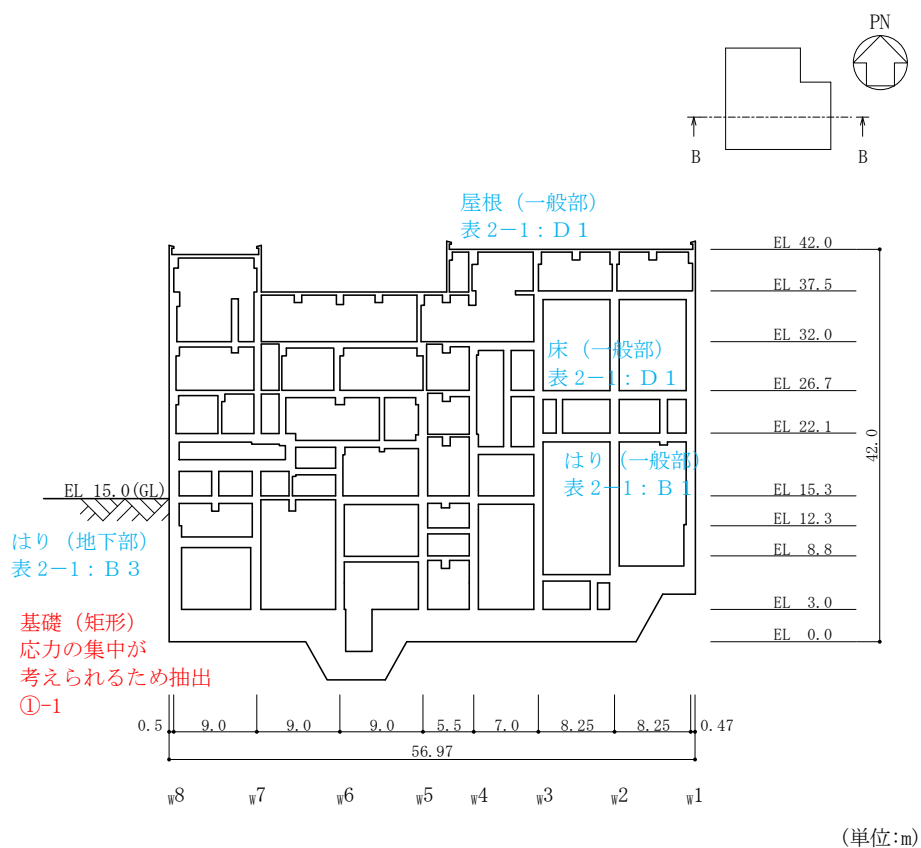 PN
B
B
屋根（一般部）
表2－1：D1
EL 42.0
EL 37.5
EL 32.0
床（一般部）
表2－1：D1
EL 26.7
EL 22.1
42.0
はり（一般部）
表2－1：B1
EL 15.0(GL)
EL 15.3
EL 12.3
はり（地下部）
表2－1：B3
EL 8.8
EL 3.0
EL 0.0
基礎（矩形）
応力の集中が
考えられるため抽出
①-1
0.5 9.0 9.0 9.0 5.5 7.0 8.25 8.25 0.47
56.97
W8 W7 W6 W5 W4 W3 W2 W1
(単位:m)